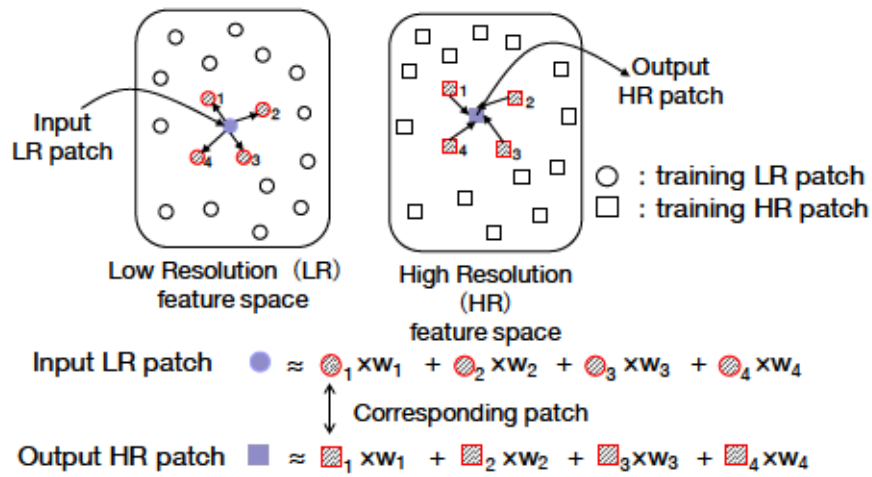 Input
LR patch
1
2
3
4
Low Resolution (LR)
feature space
1
2
3
4
Output
HR patch
High Resolution
(HR)
feature space
: training LR patch
: training HR patch
Input LR patch ≈ 1 ×w1 + 2 ×w2 + 3 ×w3 + 4 ×w4
Corresponding patch
Output HR patch ≈ 1 ×w1 + 2 ×w2 + 3×w3 + 4 ×w4